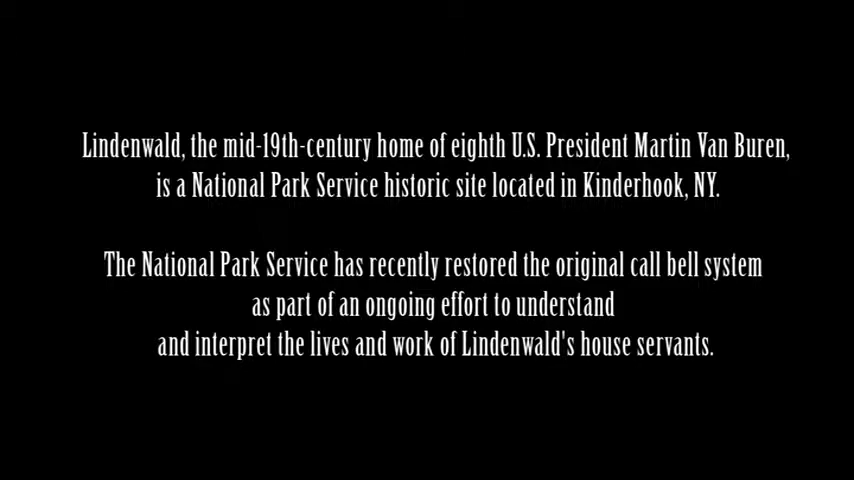 Lindenwald, the mid-19th-century home of eighth U.S. President Martin Van Buren,
is a National Park Service historic site located in Kinderhook, NY.
The National Park Service has recently restored the original call bell system
as part of an ongoing effort to understand
and interpret the lives and work of Lindenwald's house servants.